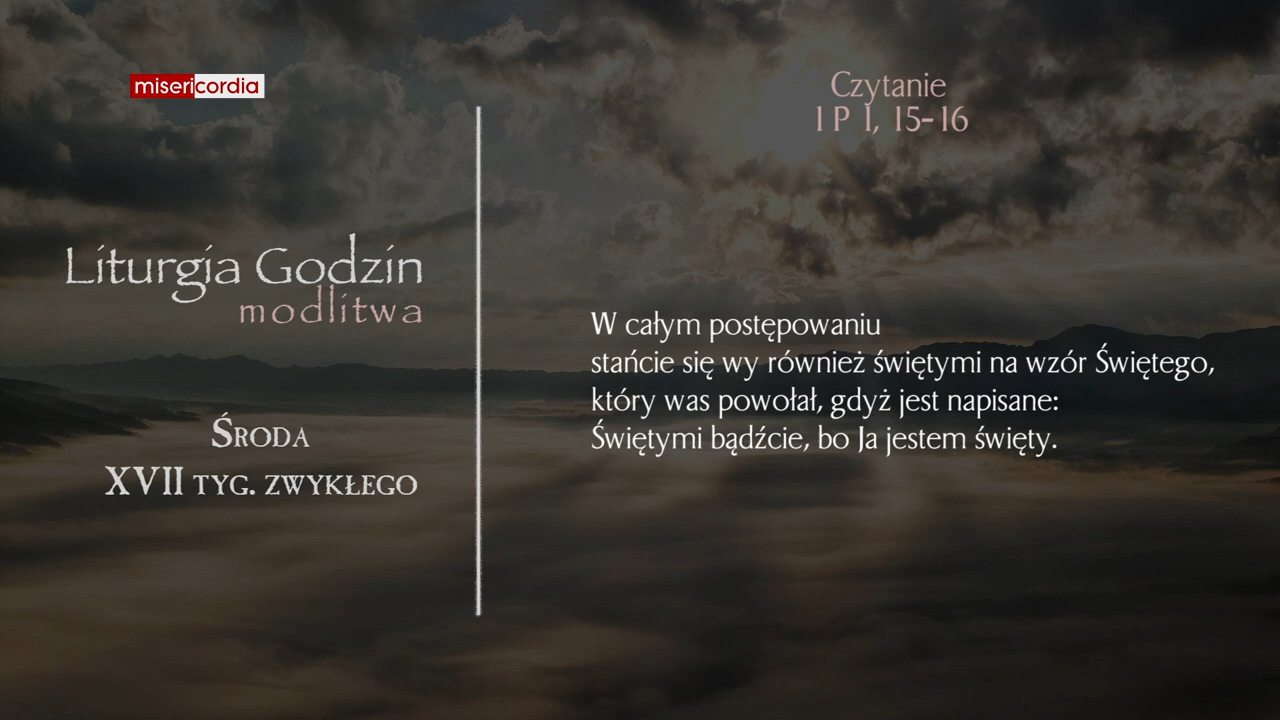 misericordia
Liturgia Godzin
modlitwa
Środa
XVII tyg. zwykłego
Czytanie
1 P 1, 15-16
W całym postępowaniu
stańcie się wy również świętymi na wzór Świętego,
który was powołał, gdyż jest napisane:
Świętymi bądźcie, bo Ja jestem święty.